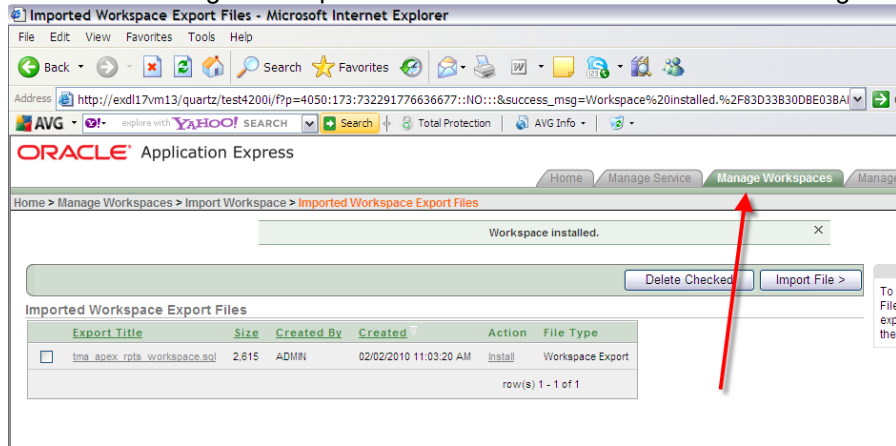 Imported Workspace Export Files - Microsoft Internet Explorer
File Edit View Favorites Tools Help
Back Search Favorites
Address http://exdl17vm13/quartz/test4200i/f?p=4050:173:732291776636677::NO:::&success_msg=Workspace%20installed.%2F83D33B30DBE03BA
AVG explore with YAHOO! SEARCH Search Total Protection AVG Info
ORACLE Application Express
Home Manage Service Manage Workspaces Manage
Home > Manage Workspaces > Import Workspace > Imported Workspace Export Files
Workspace installed. X
Delete Checked Import File >
To
File
exp
the
Imported Workspace Export Files
Export Title Size Created By Created Action File Type
tma_apex_rpts_workspace.sql 2,615 ADMIN 02/02/2010 11:03:20 AM Install Workspace Export
row(s) 1 - 1 of 1